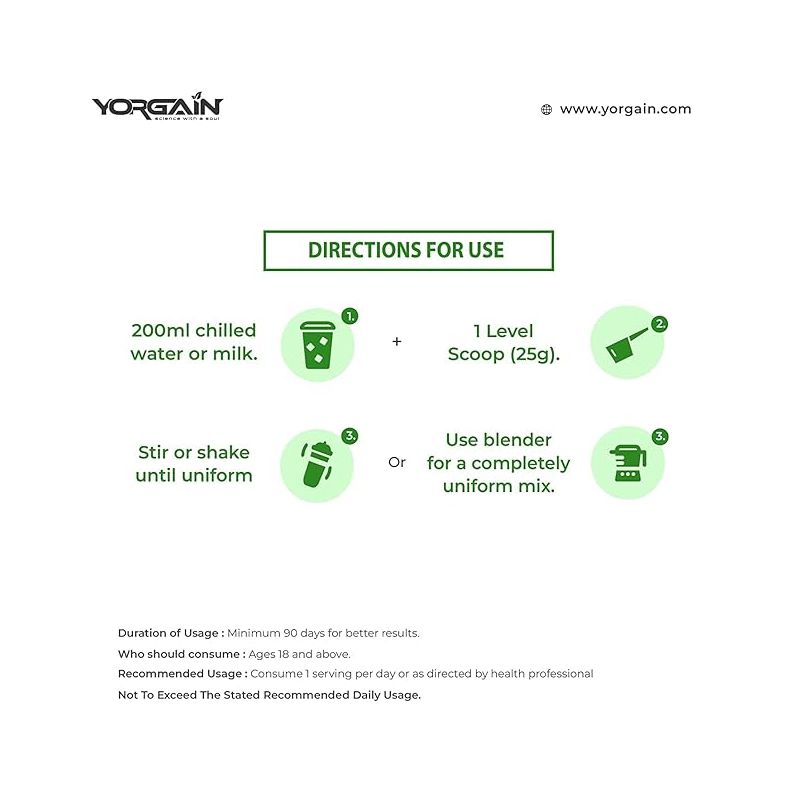 YORGAIN
science with a soul
www.yorgain.com
DIRECTIONS FOR USE
200ml chilled
water or milk.
1.
+
1 Level
Scoop (25g).
2.
Stir or shake
until uniform
3.
Or
Use blender
for a completely
uniform mix.
3.
Duration of Usage : Minimum 90 days for better results.
Who should consume : Ages 18 and above.
Recommended Usage : Consume 1 serving per day or as directed by health professional
Not To Exceed The Stated Recommended Daily Usage.